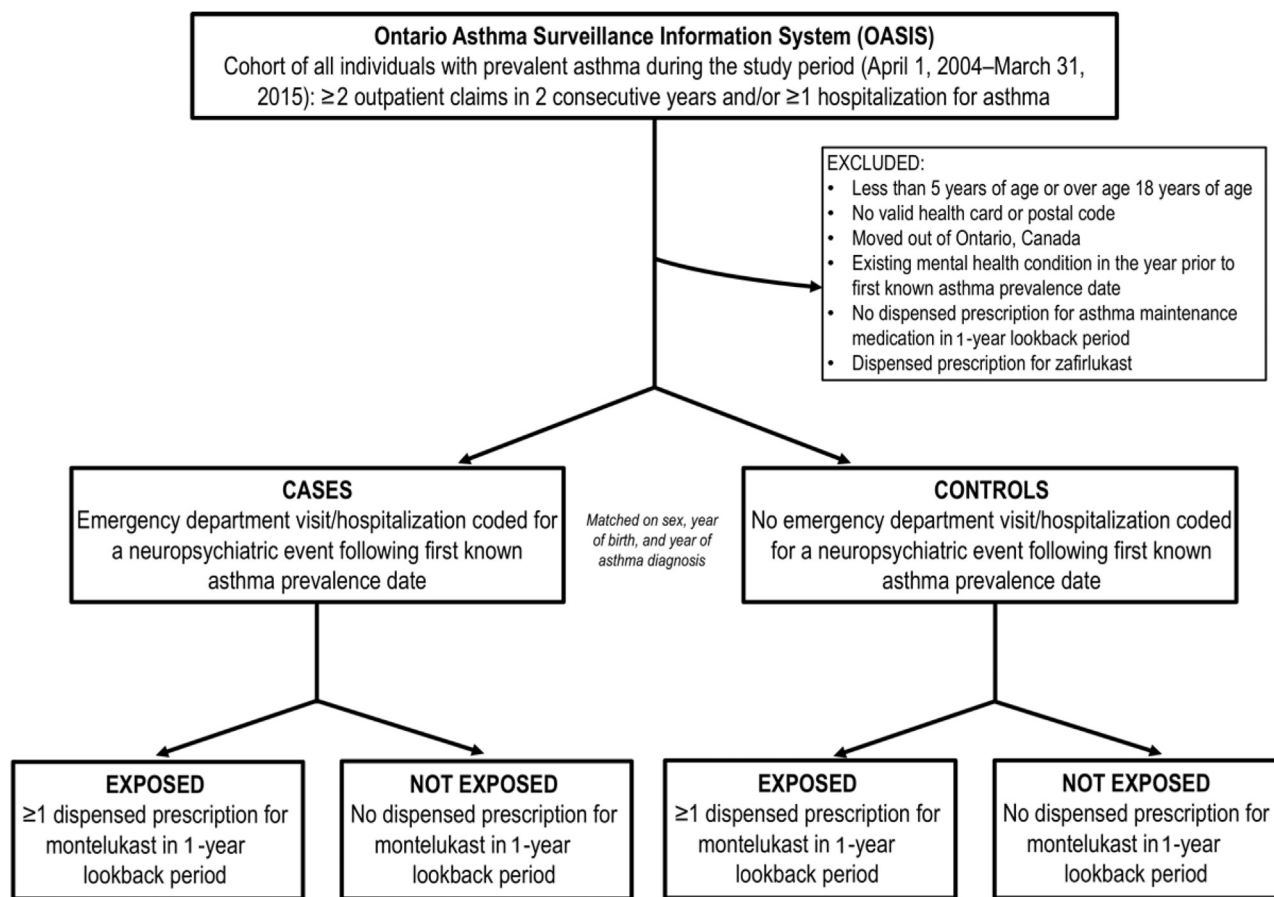 Ontario Asthma Surveillance Information System (OASIS)
Cohort of all individuals with prevalent asthma during the study period (April 1, 2004–March 31,
2015): ≥2 outpatient claims in 2 consecutive years and/or ≥1 hospitalization for asthma
EXCLUDED:
• Less than 5 years of age or over age 18 years of age
• No valid health card or postal code
• Moved out of Ontario, Canada
• Existing mental health condition in the year prior to
first known asthma prevalence date
• No dispensed prescription for asthma maintenance
medication in 1-year lookback period
• Dispensed prescription for zafirlukast
CASES
Emergency department visit/hospitalization coded for
a neuropsychiatric event following first known
asthma prevalence date
Matched on sex, year
of birth, and year of
asthma diagnosis
CONTROLS
No emergency department visit/hospitalization coded
for a neuropsychiatric event following first known
asthma prevalence date
EXPOSED
≥1 dispensed prescription for
montelukast in 1-year
lookback period
NOT EXPOSED
No dispensed prescription for
montelukast in 1-year
lookback period
EXPOSED
≥1 dispensed prescription for
montelukast in 1-year
lookback period
NOT EXPOSED
No dispensed prescription for
montelukast in 1-year
lookback period